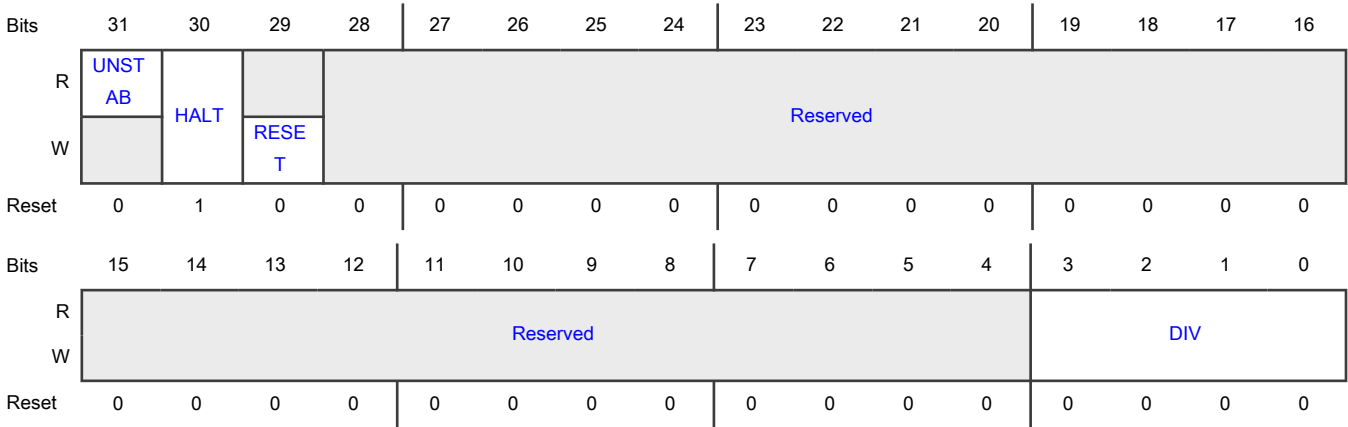 Bits 31 30 29 28 27 26 25 24 23 22 21 20 19 18 17 16
R UNST
AB
HALT Reserved
W RESE
T
Reset 0 1 0 0 0 0 0 0 0 0 0 0 0 0 0 0
Bits 15 14 13 12 11 10 9 8 7 6 5 4 3 2 1 0
R
Reserved DIV
W
Reset 0 0 0 0 0 0 0 0 0 0 0 0 0 0 0 0